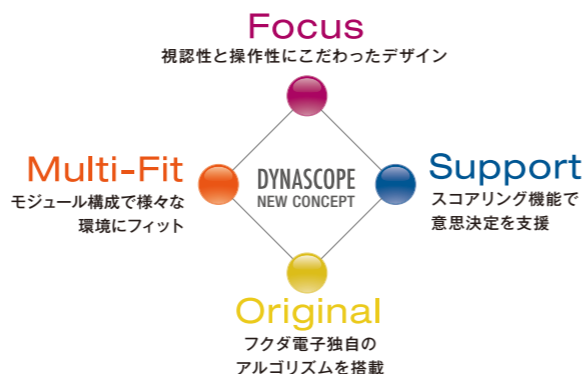 Focus
視認性と操作性にこだわったデザイン
Multi-Fit
モジュール構成で様々な
環境にフィット
DYNASCOPE
NEW CONCEPT
Support
スコアリング機能で
意思決定を支援
Original
フクダ電子独自の
アルゴリズムを搭載